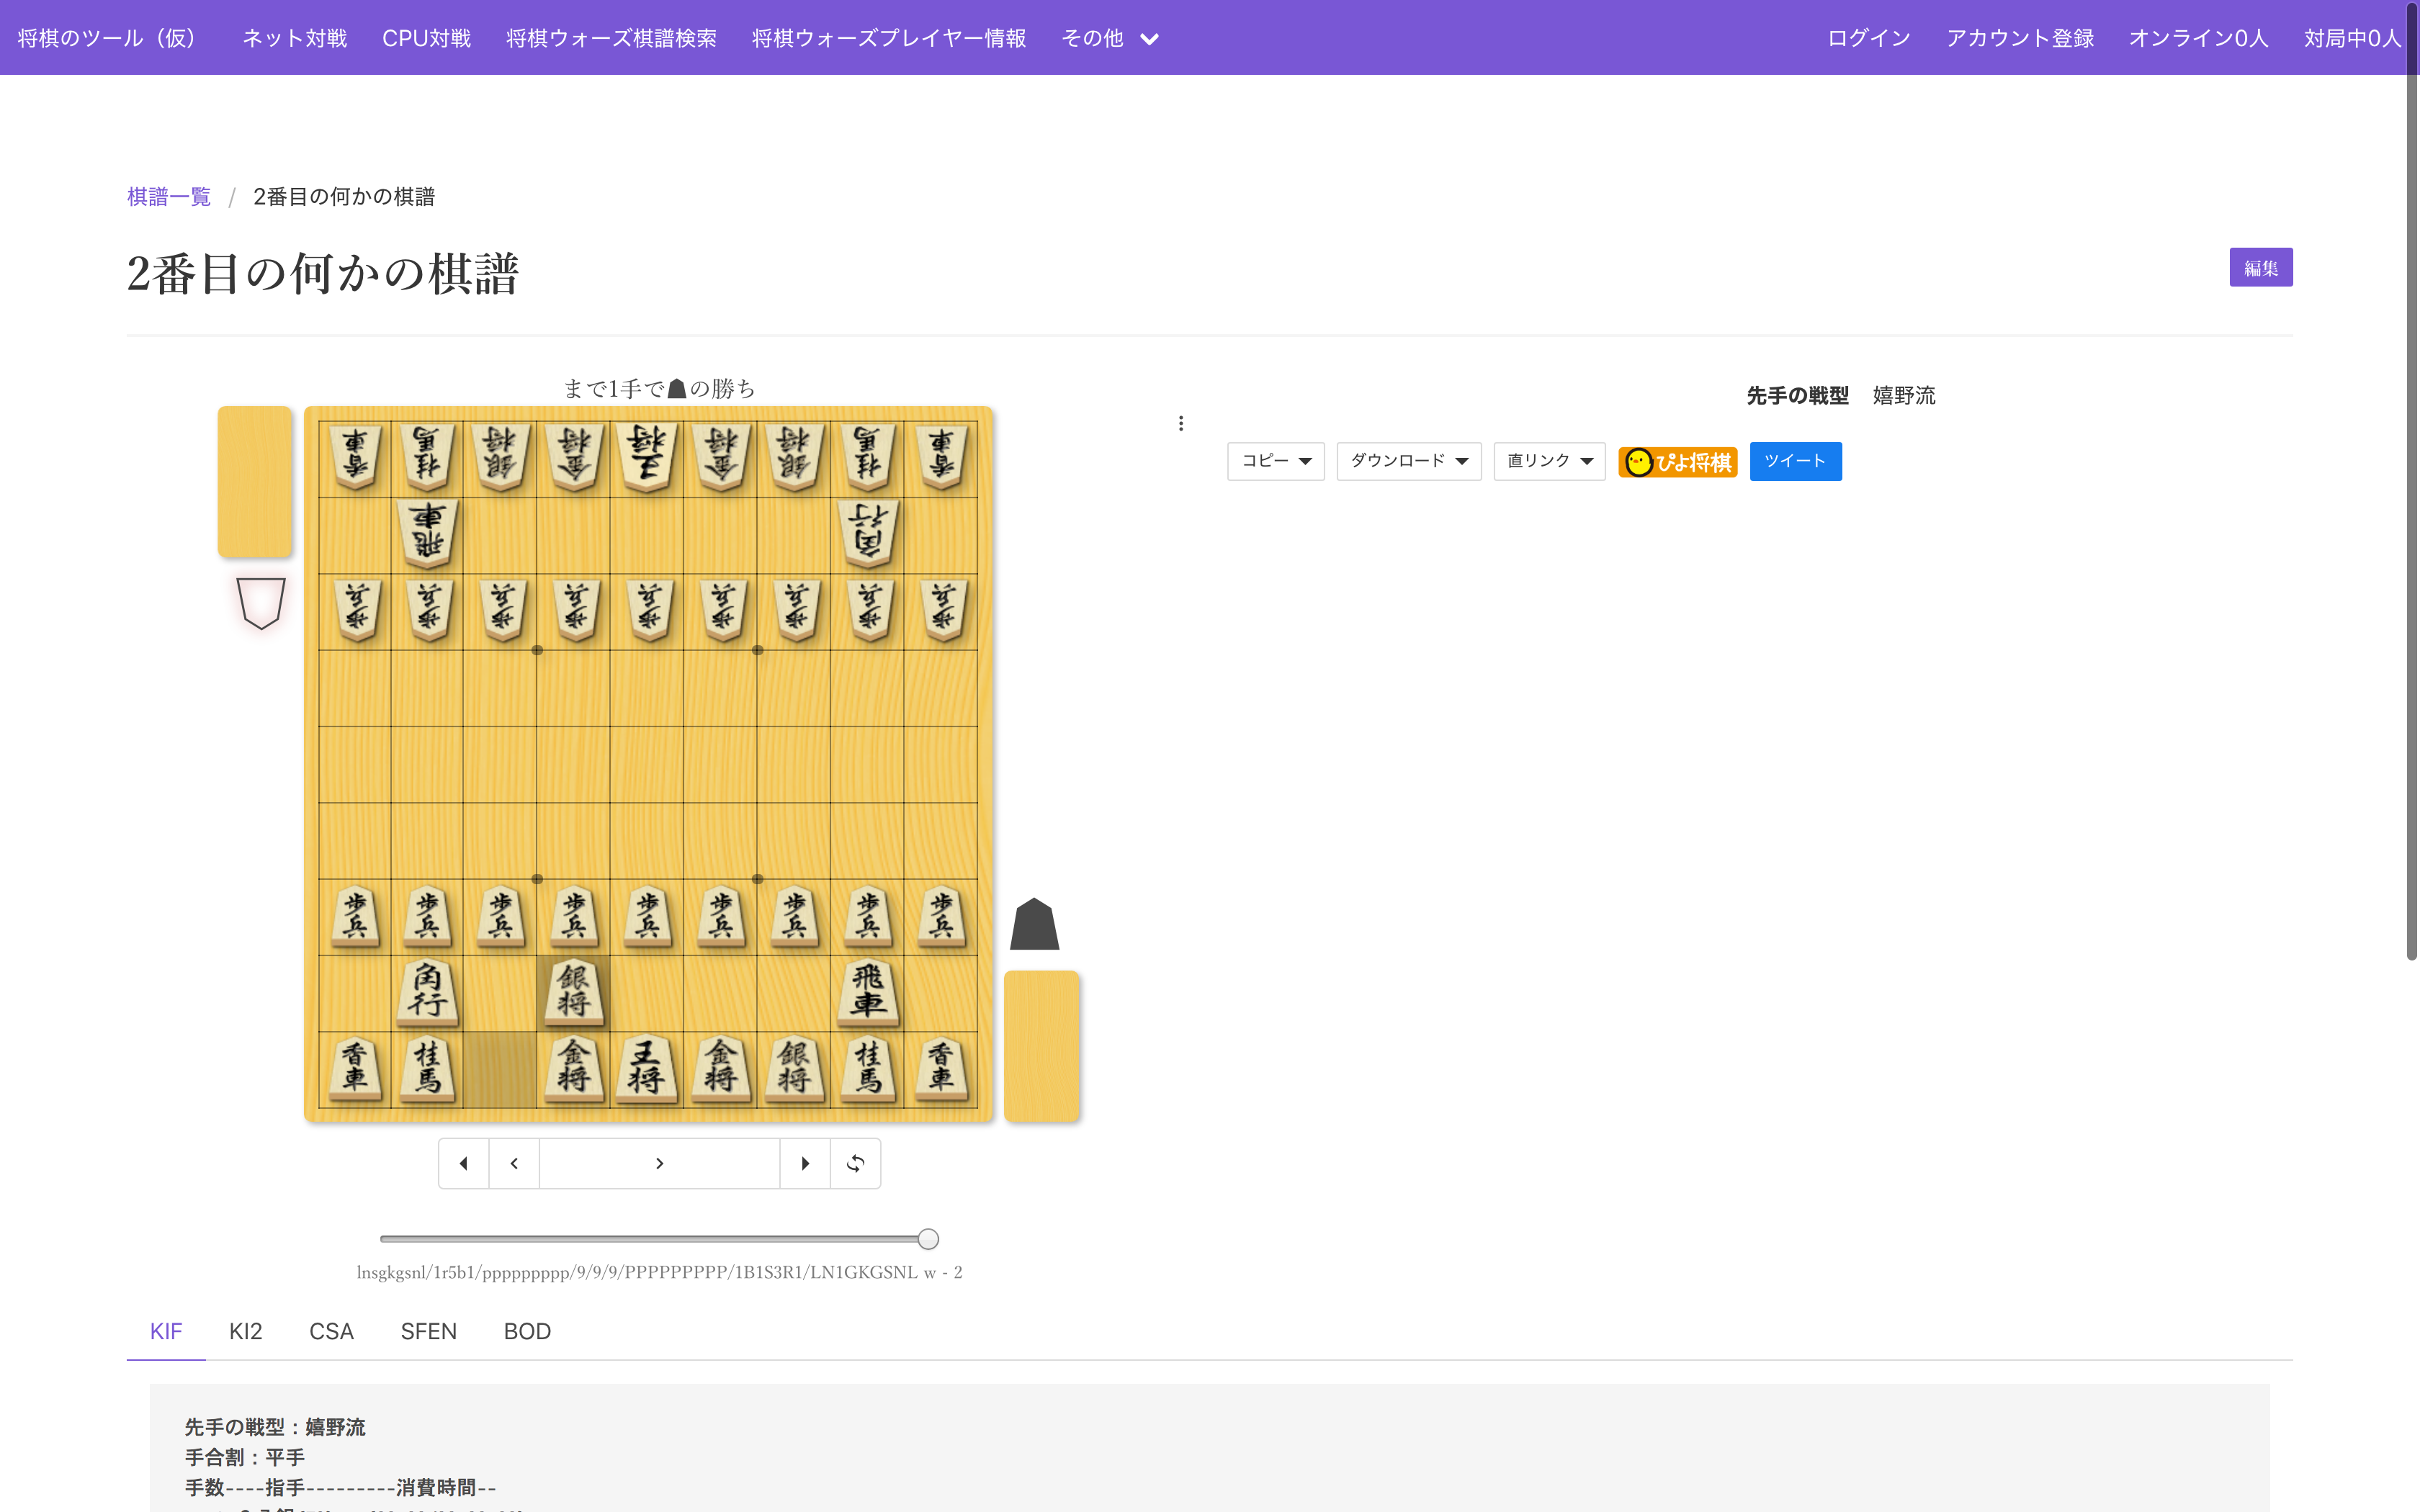 将棋のツール（仮） ネット対戦 CPU対戦 将棋ウォーズ棋譜検索 将棋ウォーズプレイヤー情報 その他 ログイン アカウント登録 オンライン0人 対局中0人
棋譜一覧 / 2番目の何かの棋譜
2番目の何かの棋譜 編集
まで1手で☗の勝ち
先手の戦型 嬉野流
コピー ダウンロード 直リンク ぴよ将棋 ツイート
香車 桂馬 銀将 金将 王将 金将 銀将 桂馬 香車
飛車 角行
歩兵 歩兵 歩兵 歩兵 歩兵 歩兵 歩兵 歩兵 歩兵
歩兵 歩兵 歩兵 歩兵 歩兵 歩兵 歩兵 歩兵 歩兵
角行 銀将 飛車
香車 桂馬 金将 王将 金将 銀将 桂馬 香車
lnsgkgsnl/1r5b1/ppppppppp/9/9/9/PPPPPPPPP/1B1S3R1/LN1GKGSNL w - 2
KIF KI2 CSA SFEN BOD
先手の戦型：嬉野流
手合割：平手
手数----指手---------消費時間--